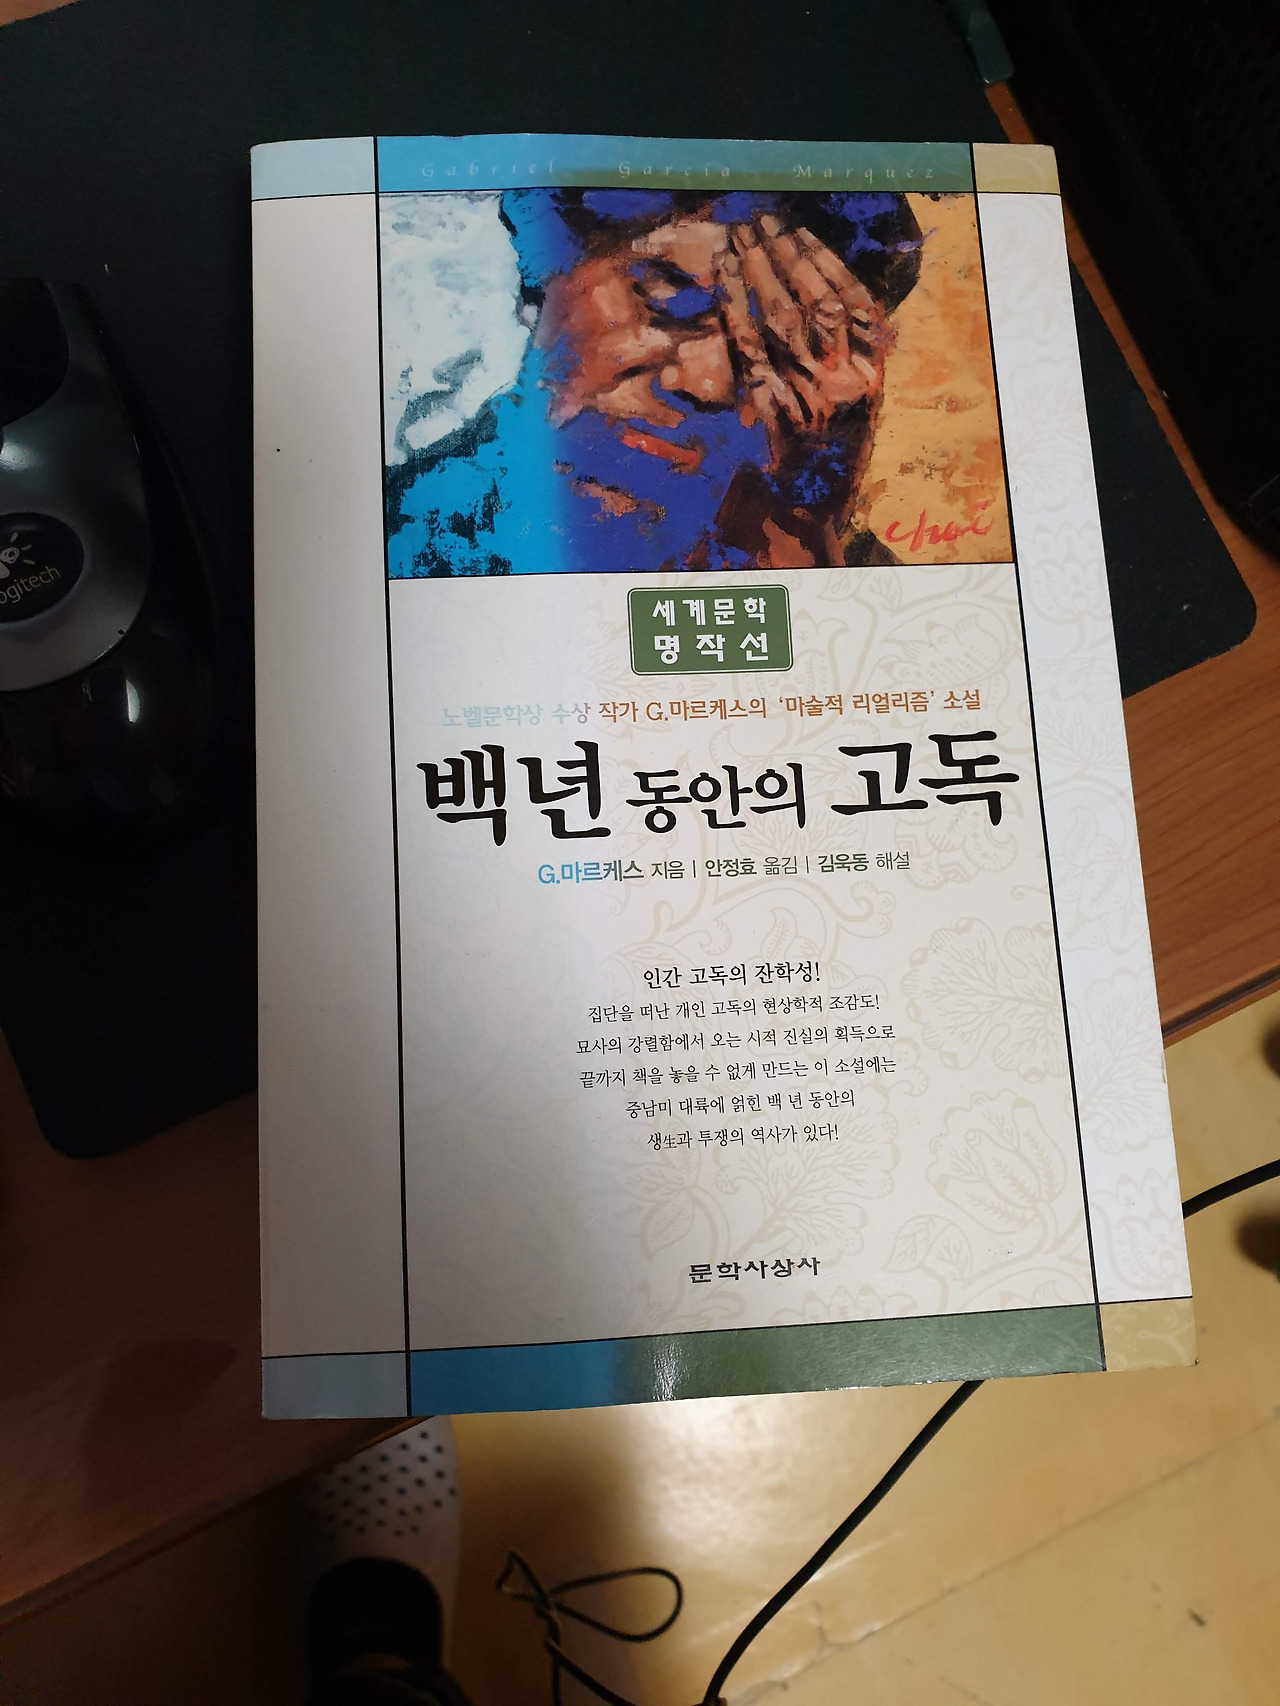 Gabriel García Márquez
세계문학
명작선
노벨문학상 수상 작가 G.마르케스의 ‘마술적 리얼리즘’ 소설
백년 동안의 고독
G.마르케스 지음 | 안정효 옮김 | 김욱동 해설
인간 고독의 잔학성!
집단을 떠난 개인 고독의 현상학적 조감도!
묘사의 강렬함에서 오는 시적 진실의 획득으로
끝까지 책을 놓을 수 없게 만드는 이 소설에는
중남미 대륙에 얽힌 백 년 동안의
생生과 투쟁의 역사가 있다!
문학사상사
ogitech